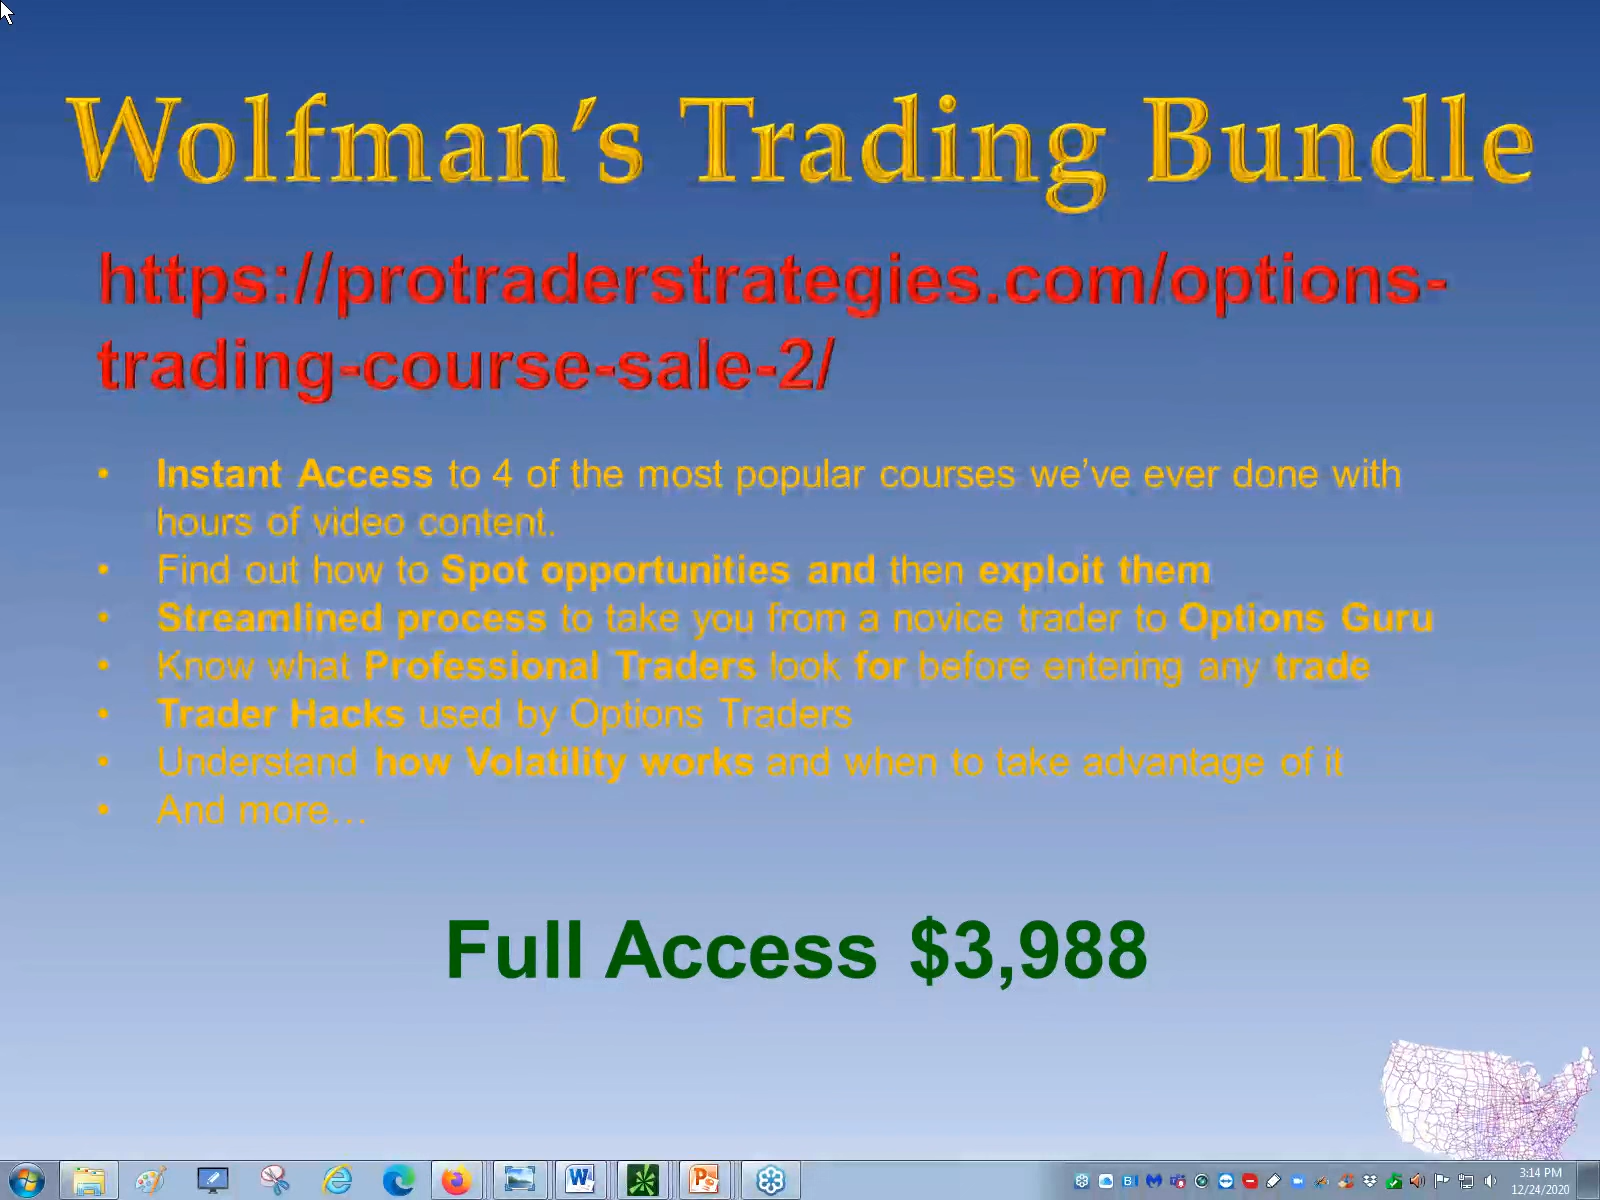 Wolfman’s Trading Bundle
https://protraderstrategies.com/options-
trading-course-sale-2/
• Instant Access to 4 of the most popular courses we’ve ever done with
hours of video content.
• Find out how to Spot opportunities and then exploit them
• Streamlined process to take you from a novice trader to Options Guru
• Know what Professional Traders look for before entering any trade
• Trader Hacks used by Options Traders
• Understand how Volatility works and when to take advantage of it
• And more…
Full Access $3,988
3:14 PM
12/24/2020